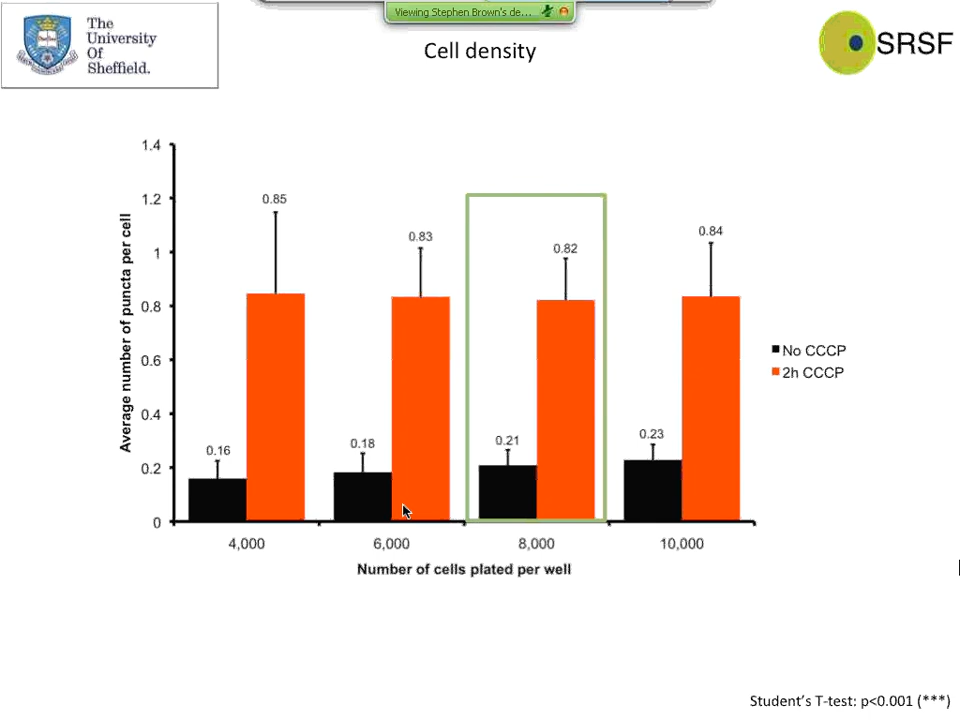 Viewing Stephen Brown's de...
The
University
Of
Sheffield.
Cell density
SRSF
1.4
1.2
1
0.8
0.6
0.4
0.2
0
Average number of puncta per cell
0.85
0.83
0.82
0.84
0.16
0.18
0.21
0.23
No CCCP
2h CCCP
4,000
6,000
8,000
10,000
Number of cells plated per well
Student's T-test: p<0.001 (***)